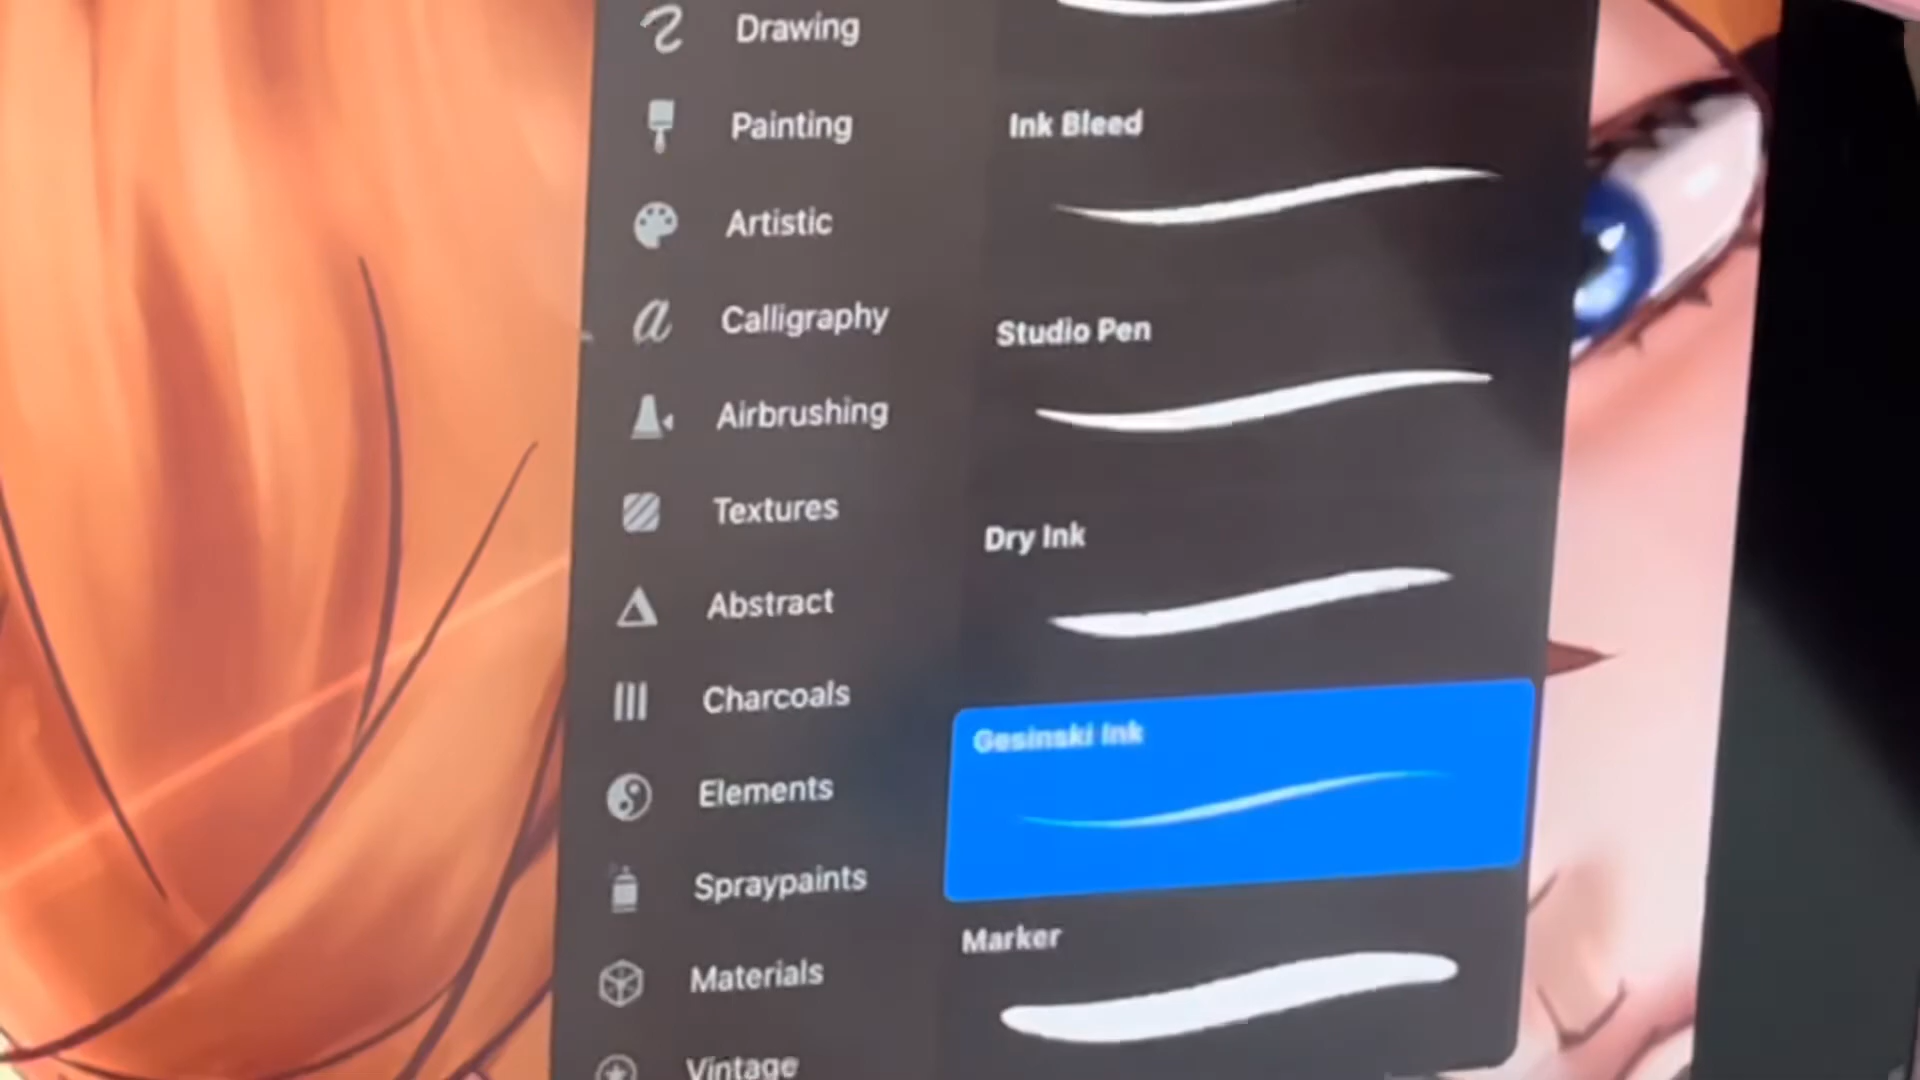 Drawing
Painting
Artistic
Calligraphy
Airbrushing
Textures
Abstract
Charcoals
Elements
Spraypaints
Materials
Vintage
Ink Bleed
Studio Pen
Dry Ink
Gesinski Ink
Marker